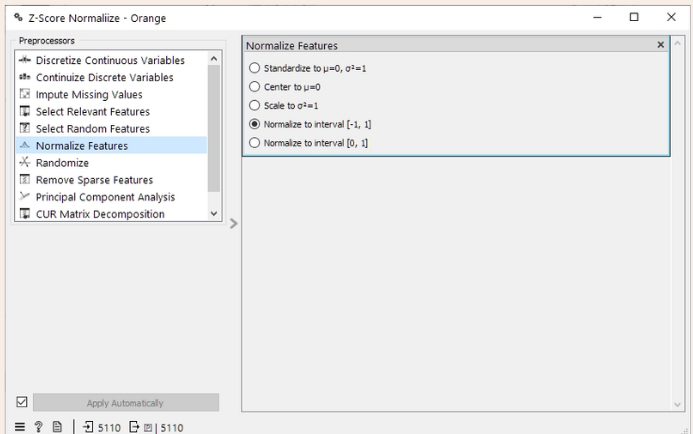 Z-Score Normaliize - Orange
Preprocessors
Discretize Continuous Variables
Continuize Discrete Variables
Impute Missing Values
Select Relevant Features
Select Random Features
Normalize Features
Randomize
Remove Sparse Features
Principal Component Analysis
CUR Matrix Decomposition
Normalize Features
Standardize to μ=0, σ²=1
Center to μ=0
Scale to σ²=1
Normalize to interval [-1, 1]
Normalize to interval [0, 1]
Apply Automatically
? 5110 | 5110